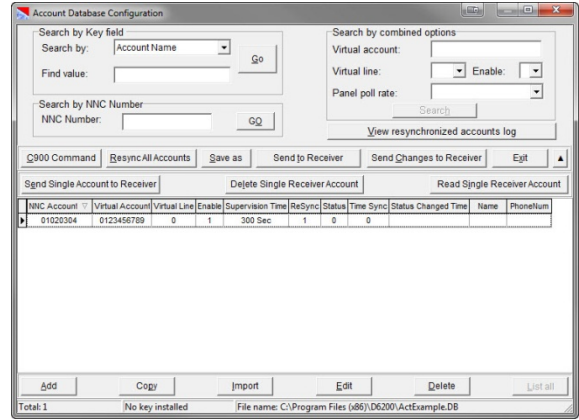 Account Database Configuration
Search by Key field
Search by: Account Name
Go
Find value:
Search by NNC Number
NNC Number:
GO
Search by combined options
Virtual account:
Virtual line:
Enable:
Panel poll rate:
Search
View resynchronized accounts log
C900 Command
Resync All Accounts
Save as
Send to Receiver
Send Changes to Receiver
Exit
Send Single Account to Receiver
Delete Single Receiver Account
Read Single Receiver Account
NNC Account Virtual Account Virtual Line Enable Supervision Time ReSync Status Time Sync Status Changed Time Name PhoneNum
01020304 0123456789 0 1 300 Sec 1 0 0
Add
Copy
Import
Edit
Delete
List all
Total: 1
No key installed
File name: C:\Program Files (x86)\D6200\ActExample.DB